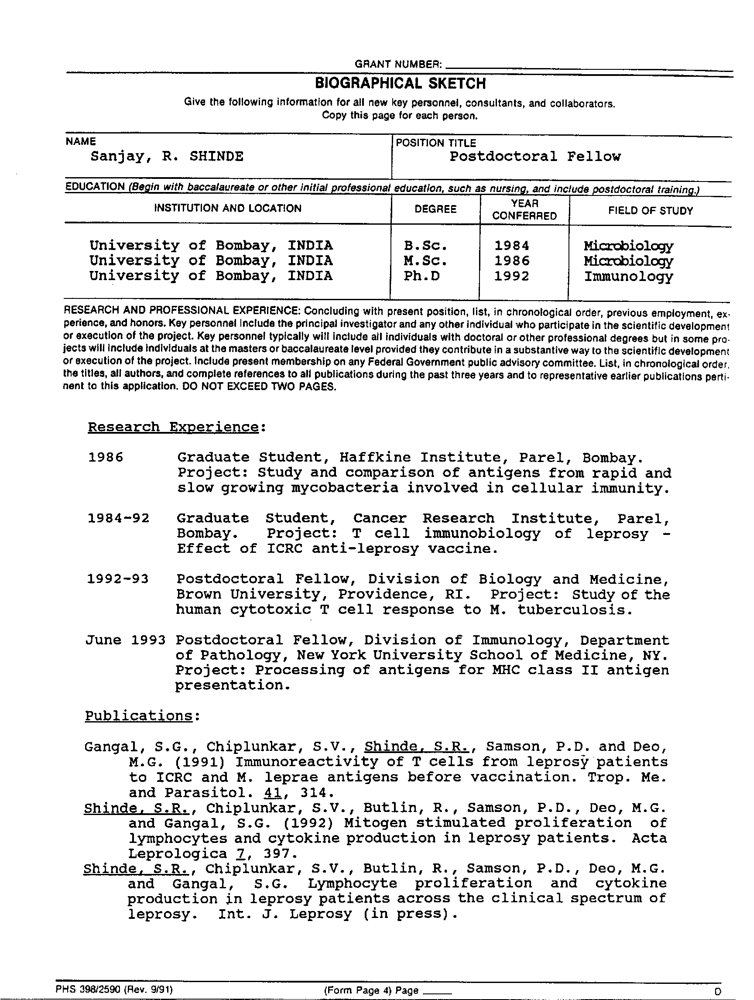 GRANT NUMBER:
BIOGRAPHICAL SKETCH
Give the following information for all new key personnel, consultants, and collaborators.
Copy this page for each person.
NAME
Sanjay, R. SHINDE
POSITION TITLE
Postdoctoral Fellow
EDUCATION (Begin with baccalaureate or other initial professional education, such as nursing, and include postdoctoral training.)
INSTITUTION AND LOCATION DEGREE YEAR CONFERRED FIELD OF STUDY
University of Bombay, INDIA B.Sc. 1984 Microbiology
University of Bombay, INDIA M.Sc. 1986 Microbiology
University of Bombay, INDIA Ph.D 1992 Immunology
RESEARCH AND PROFESSIONAL EXPERIENCE: Concluding with present position, list, in chronological order, previous employment, ex-
perience, and honors. Key personnel include the principal investigator and any other individual who participate in the scientific development
or execution of the project. Key personnel typically will include all individuals with doctoral or other professional degrees but in some pro-
jects will include individuals at the masters or baccalaureate level provided they contribute in a substantive way to the scientific development
or execution of the project. Include present membership on any Federal Government public advisory committee. List, in chronological order,
the titles, all authors, and complete references to all publications during the past three years and to representative earlier publications perti-
nent to this application. DO NOT EXCEED TWO PAGES.
Research Experience:
1986 Graduate Student, Haffkine Institute, Parel, Bombay.
Project: Study and comparison of antigens from rapid and
slow growing mycobacteria involved in cellular immunity.
1984-92 Graduate Student, Cancer Research Institute, Parel,
Bombay. Project: T cell immunobiology of leprosy -
Effect of ICRC anti-leprosy vaccine.
1992-93 Postdoctoral Fellow, Division of Biology and Medicine,
Brown University, Providence, RI. Project: Study of the
human cytotoxic T cell response to M. tuberculosis.
June 1993 Postdoctoral Fellow, Division of Immunology, Department
of Pathology, New York University School of Medicine, NY.
Project: Processing of antigens for MHC class II antigen
presentation.
Publications:
Gangal, S.G., Chiplunkar, S.V., Shinde, S.R., Samson, P.D. and Deo,
M.G. (1991) Immunoreactivity of T cells from leprosy patients
to ICRC and M. leprae antigens before vaccination. Trop. Me.
and Parasitol. 41, 314.
Shinde, S.R., Chiplunkar, S.V., Butlin, R., Samson, P.D., Deo, M.G.
and Gangal, S.G. (1992) Mitogen stimulated proliferation of
lymphocytes and cytokine production in leprosy patients. Acta
Leprologica 7, 397.
Shinde, S.R., Chiplunkar, S.V., Butlin, R., Samson, P.D., Deo, M.G.
and Gangal, S.G. Lymphocyte proliferation and cytokine
production in leprosy patients across the clinical spectrum of
leprosy. Int. J. Leprosy (in press).
PHS 398/2590 (Rev. 9/91) (Form Page 4) Page D